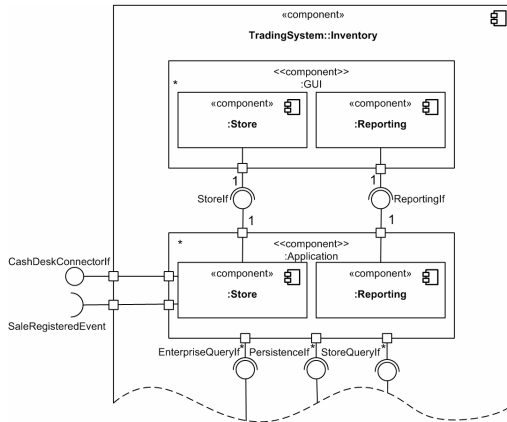 «component»
TradingSystem::Inventory
<<component>>
:GUI
*
«component»
:Store
«component»
:Reporting
1
1
StoreIf
ReportingIf
1
1
*
<<component>>
:Application
CashDeskConnectorIf
«component»
:Store
«component»
:Reporting
SaleRegisteredEvent
EnterpriseQueryIf * PersistenceIf * StoreQueryIf *